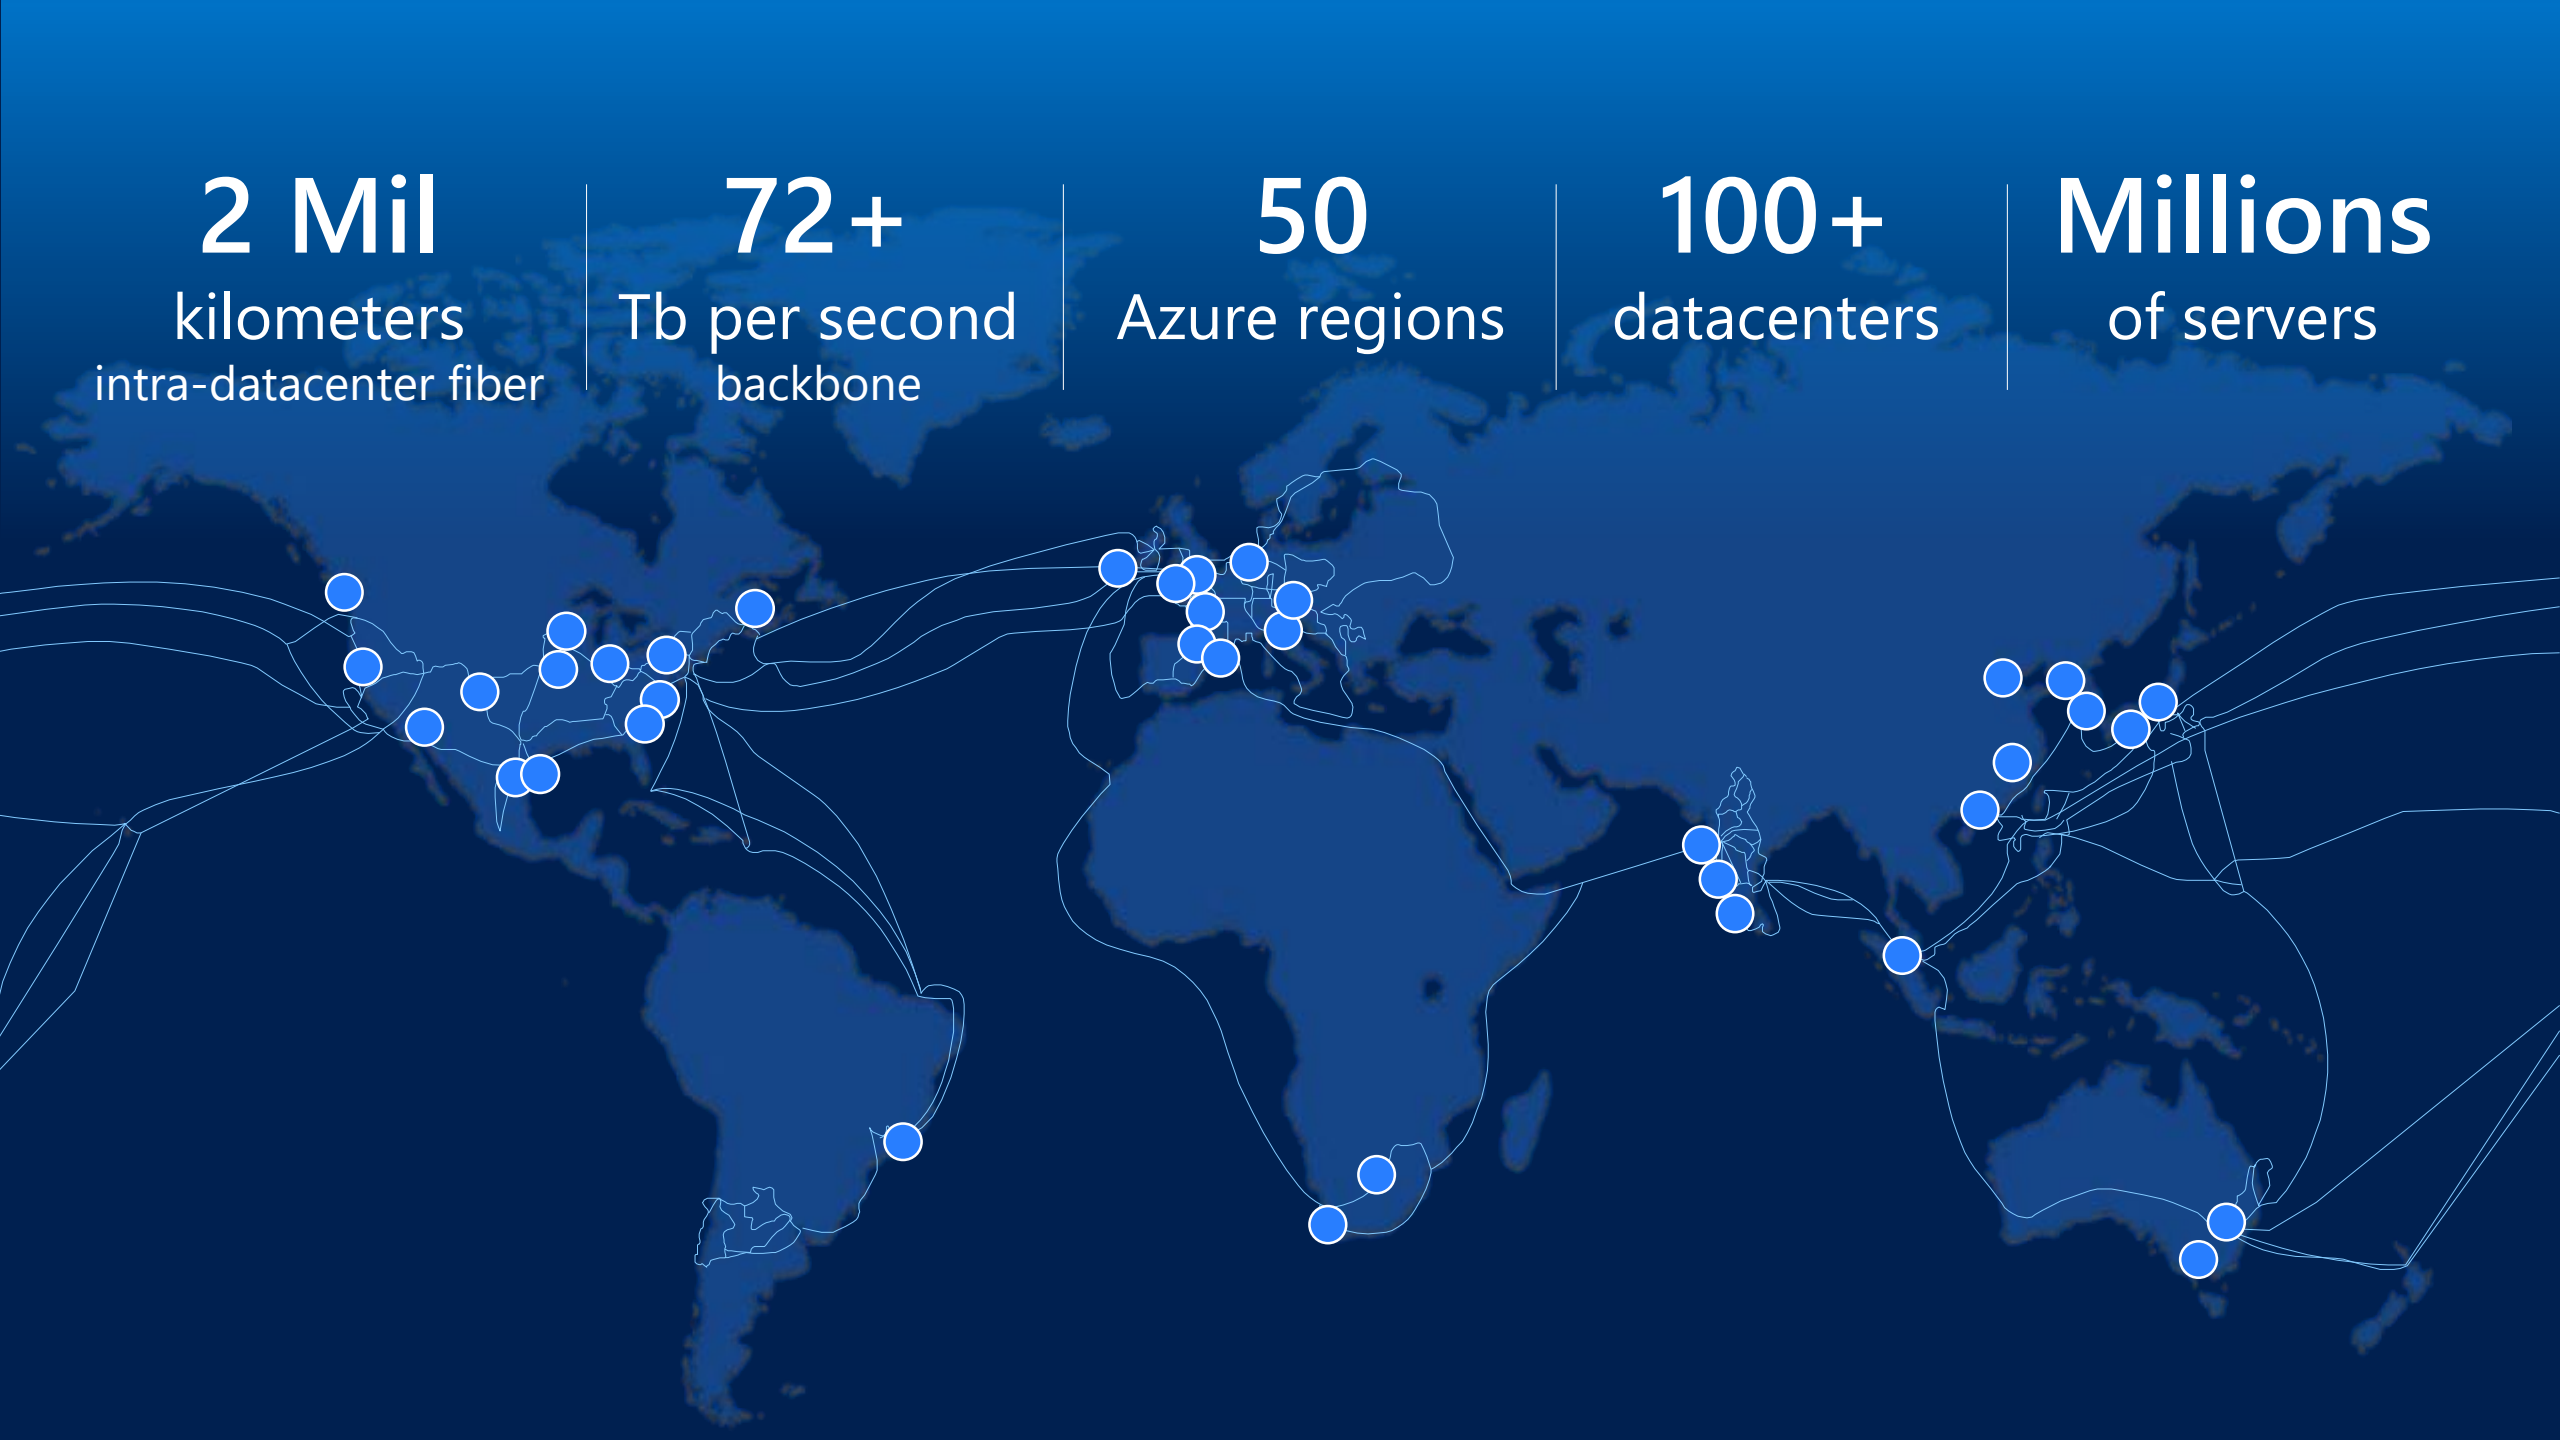 2 Mil
kilometers
intra-datacenter fiber
72+
Tb per second
backbone
50
Azure regions
100+
datacenters
Millions
of servers